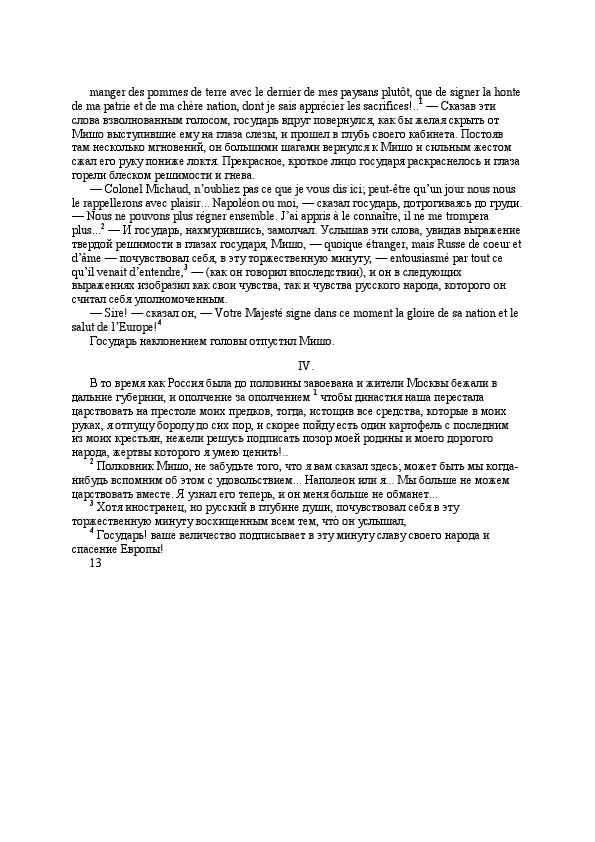 manger des pommes de terre avec le dernier de mes paysans plutôt, que de signer la honte
de ma patrie et de ma chère nation, dont je sais apprécier les sacrifices!..1 — Сказав эти
слова взволнованным голосом, государь вдруг повернулся, как бы желая скрыть от
Мишо выступившие ему на глаза слезы, и прошел в глубь своего кабинета. Постояв
там несколько мгновений, он большими шагами вернулся к Мишо и сильным жестом
сжал его руку пониже локтя. Прекрасное, кроткое лицо государя раскраснелось и глаза
горели блеском решимости и гнева.
— Colonel Michaud, n’oubliez pas ce que je vous dis ici; peut-être qu’un jour nous nous
le rappellerons avec plaisir... Napoléon ou moi, — сказал государь, дотрогиваясь до груди.
— Nous ne pouvons plus régner ensemble. J’ai appris à le connaître, il ne me trompera
plus...2 — И государь, нахмурившись, замолчал. Услышав эти слова, увидав выражение
твердой решимости в глазах государя, Мишо, — quoique étranger, mais Russe de coeur et
d’âme — почувствовал себя, в эту торжественную минуту, — entousiasmé par tout ce
qu’il venait d’entendre,3 — (как он говорил впоследствии), и он в следующих
выражениях изобразил как свои чувства, так и чувства русского народа, которого он
считал себя уполномоченным.
— Sire! — сказал он, — Votre Majesté signe dans ce moment la gloire de sa nation et le
salut de l’Europe!4
Государь наклонением головы отпустил Мишо.
IV.
В то время как Россия была до половины завоевана и жители Москвы бежали в
дальние губернии, и ополчение за ополчением 1 чтобы династия наша перестала
царствовать на престоле моих предков, тогда, истощив все средства, которые в моих
руках, я отпущу бороду до сих пор, и скорее пойду есть один картофель с последним
из моих крестьян, нежели решусь подписать позор моей родины и моего дорогого
народа, жертвы которого я умею ценить!..
2 Полковник Мишо, не забудьте того, что я вам сказал здесь; может быть мы когда-
нибудь вспомним об этом с удовольствием... Наполеон или я... Мы больше не можем
царствовать вместе. Я узнал его теперь, и он меня больше не обманет...
3 Хотя иностранец, но русский в глубине души, почувствовал себя в эту
торжественную минуту восхищенным всем тем, что̀ он услышал,
4 Государь! ваше величество подписывает в эту минуту славу своего народа и
спасение Европы!
13